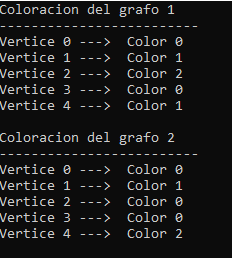 Coloracion del grafo 1
-------------------------
Vertice 0 --->  Color 0
Vertice 1 --->  Color 1
Vertice 2 --->  Color 2
Vertice 3 --->  Color 0
Vertice 4 --->  Color 1

Coloracion del grafo 2
-------------------------
Vertice 0 --->  Color 0
Vertice 1 --->  Color 1
Vertice 2 --->  Color 0
Vertice 3 --->  Color 0
Vertice 4 --->  Color 2